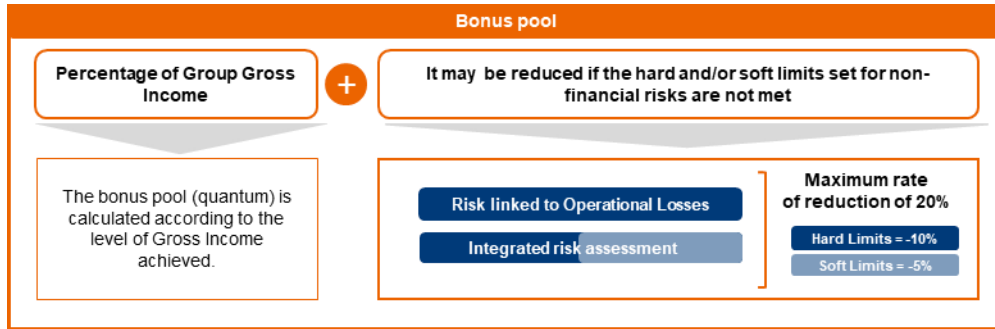 Bonus pool
Percentage of Group Gross
Income
+
It may be reduced if the hard and/or soft limits set for non-
financial risks are not met
The bonus pool (quantum) is
calculated according to the
level of Gross Income
achieved.
Risk linked to Operational Losses
Integrated risk assessment
Maximum rate
of reduction of 20%
Hard Limits = -10%
Soft Limits = -5%